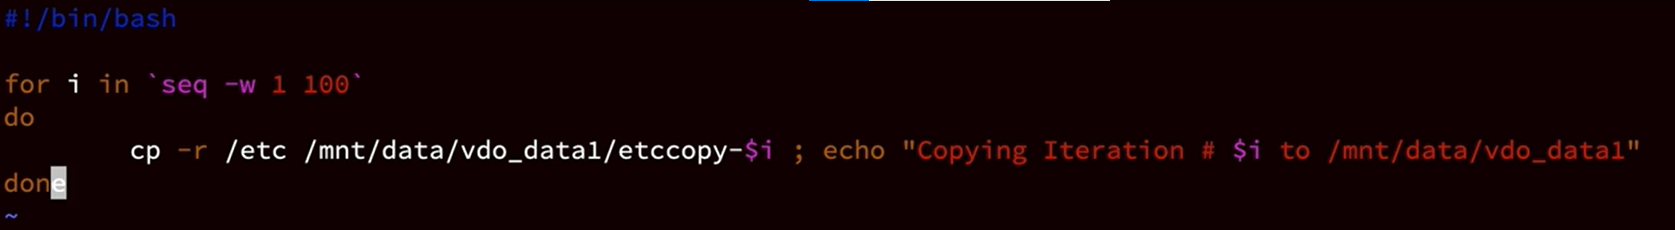 #!/bin/bash
for i in `seq -w 1 100`
do
cp -r /etc /mnt/data/vdo_data1/etccopy-$i ; echo "Copying Iteration # $i to /mnt/data/vdo_data1"
done
~